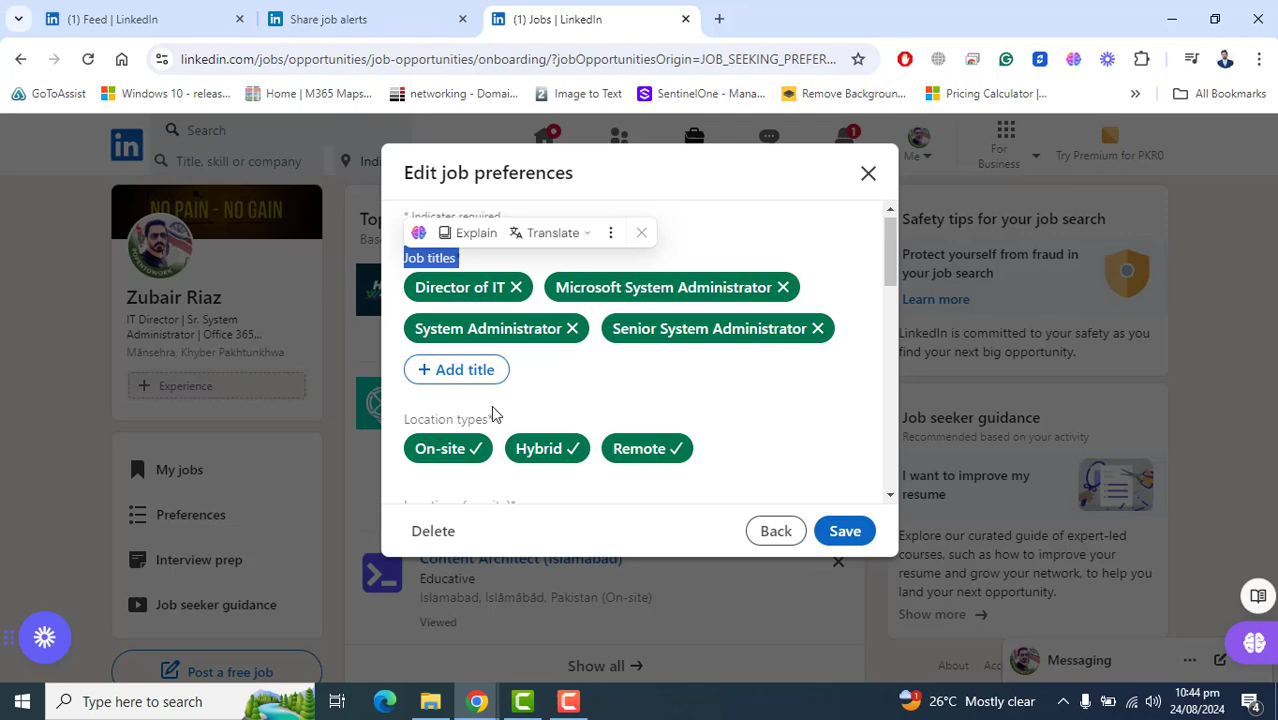 (1) Feed | LinkedIn
Share job alerts
(1) Jobs | LinkedIn
linkedin.com/jobs/opportunities/job-opportunities/onboarding/?jobOpportunitiesOrigin=JOB_SEEKING_PREFER...
GoToAssist
Windows 10 - releas...
Home | M365 Maps...
networking - Domai...
Image to Text
SentinelOne - Mana...
Remove Background...
Pricing Calculator |...
All Bookmarks
Search
Title, skill or company
Me
For Business
Try Premium for PKR0
NO PAIN - NO GAIN
Zubair Riaz
IT Director | Sr. System
Administrator | Office 365...
Mānsehra, Khyber Pakhtunkhwa
Experience
My jobs
Preferences
Interview prep
Job seeker guidance
Post a free job
Edit job preferences
* Indicates required
Explain
Translate
Job titles
Director of IT
Microsoft System Administrator
System Administrator
Senior System Administrator
+ Add title
Location types*
On-site
Hybrid
Remote
Delete
Back
Save
Content Architect (Islamabad)
Educative
Islamabad, Islāmābād, Pakistan (On-site)
Viewed
Show all
Safety tips for your job search
Protect yourself from fraud in
your job search
Learn more
LinkedIn is committed to your safety as you
find your next big opportunity.
Job seeker guidance
Recommended based on your activity
I want to improve my
resume
Explore our curated guide of expert-led
courses, such as how to improve your
resume and grow your network, to help you
land your next opportunity.
Show more
About
Messaging
Type here to search
26°C Mostly clear
10:44 pm
24/08/2024